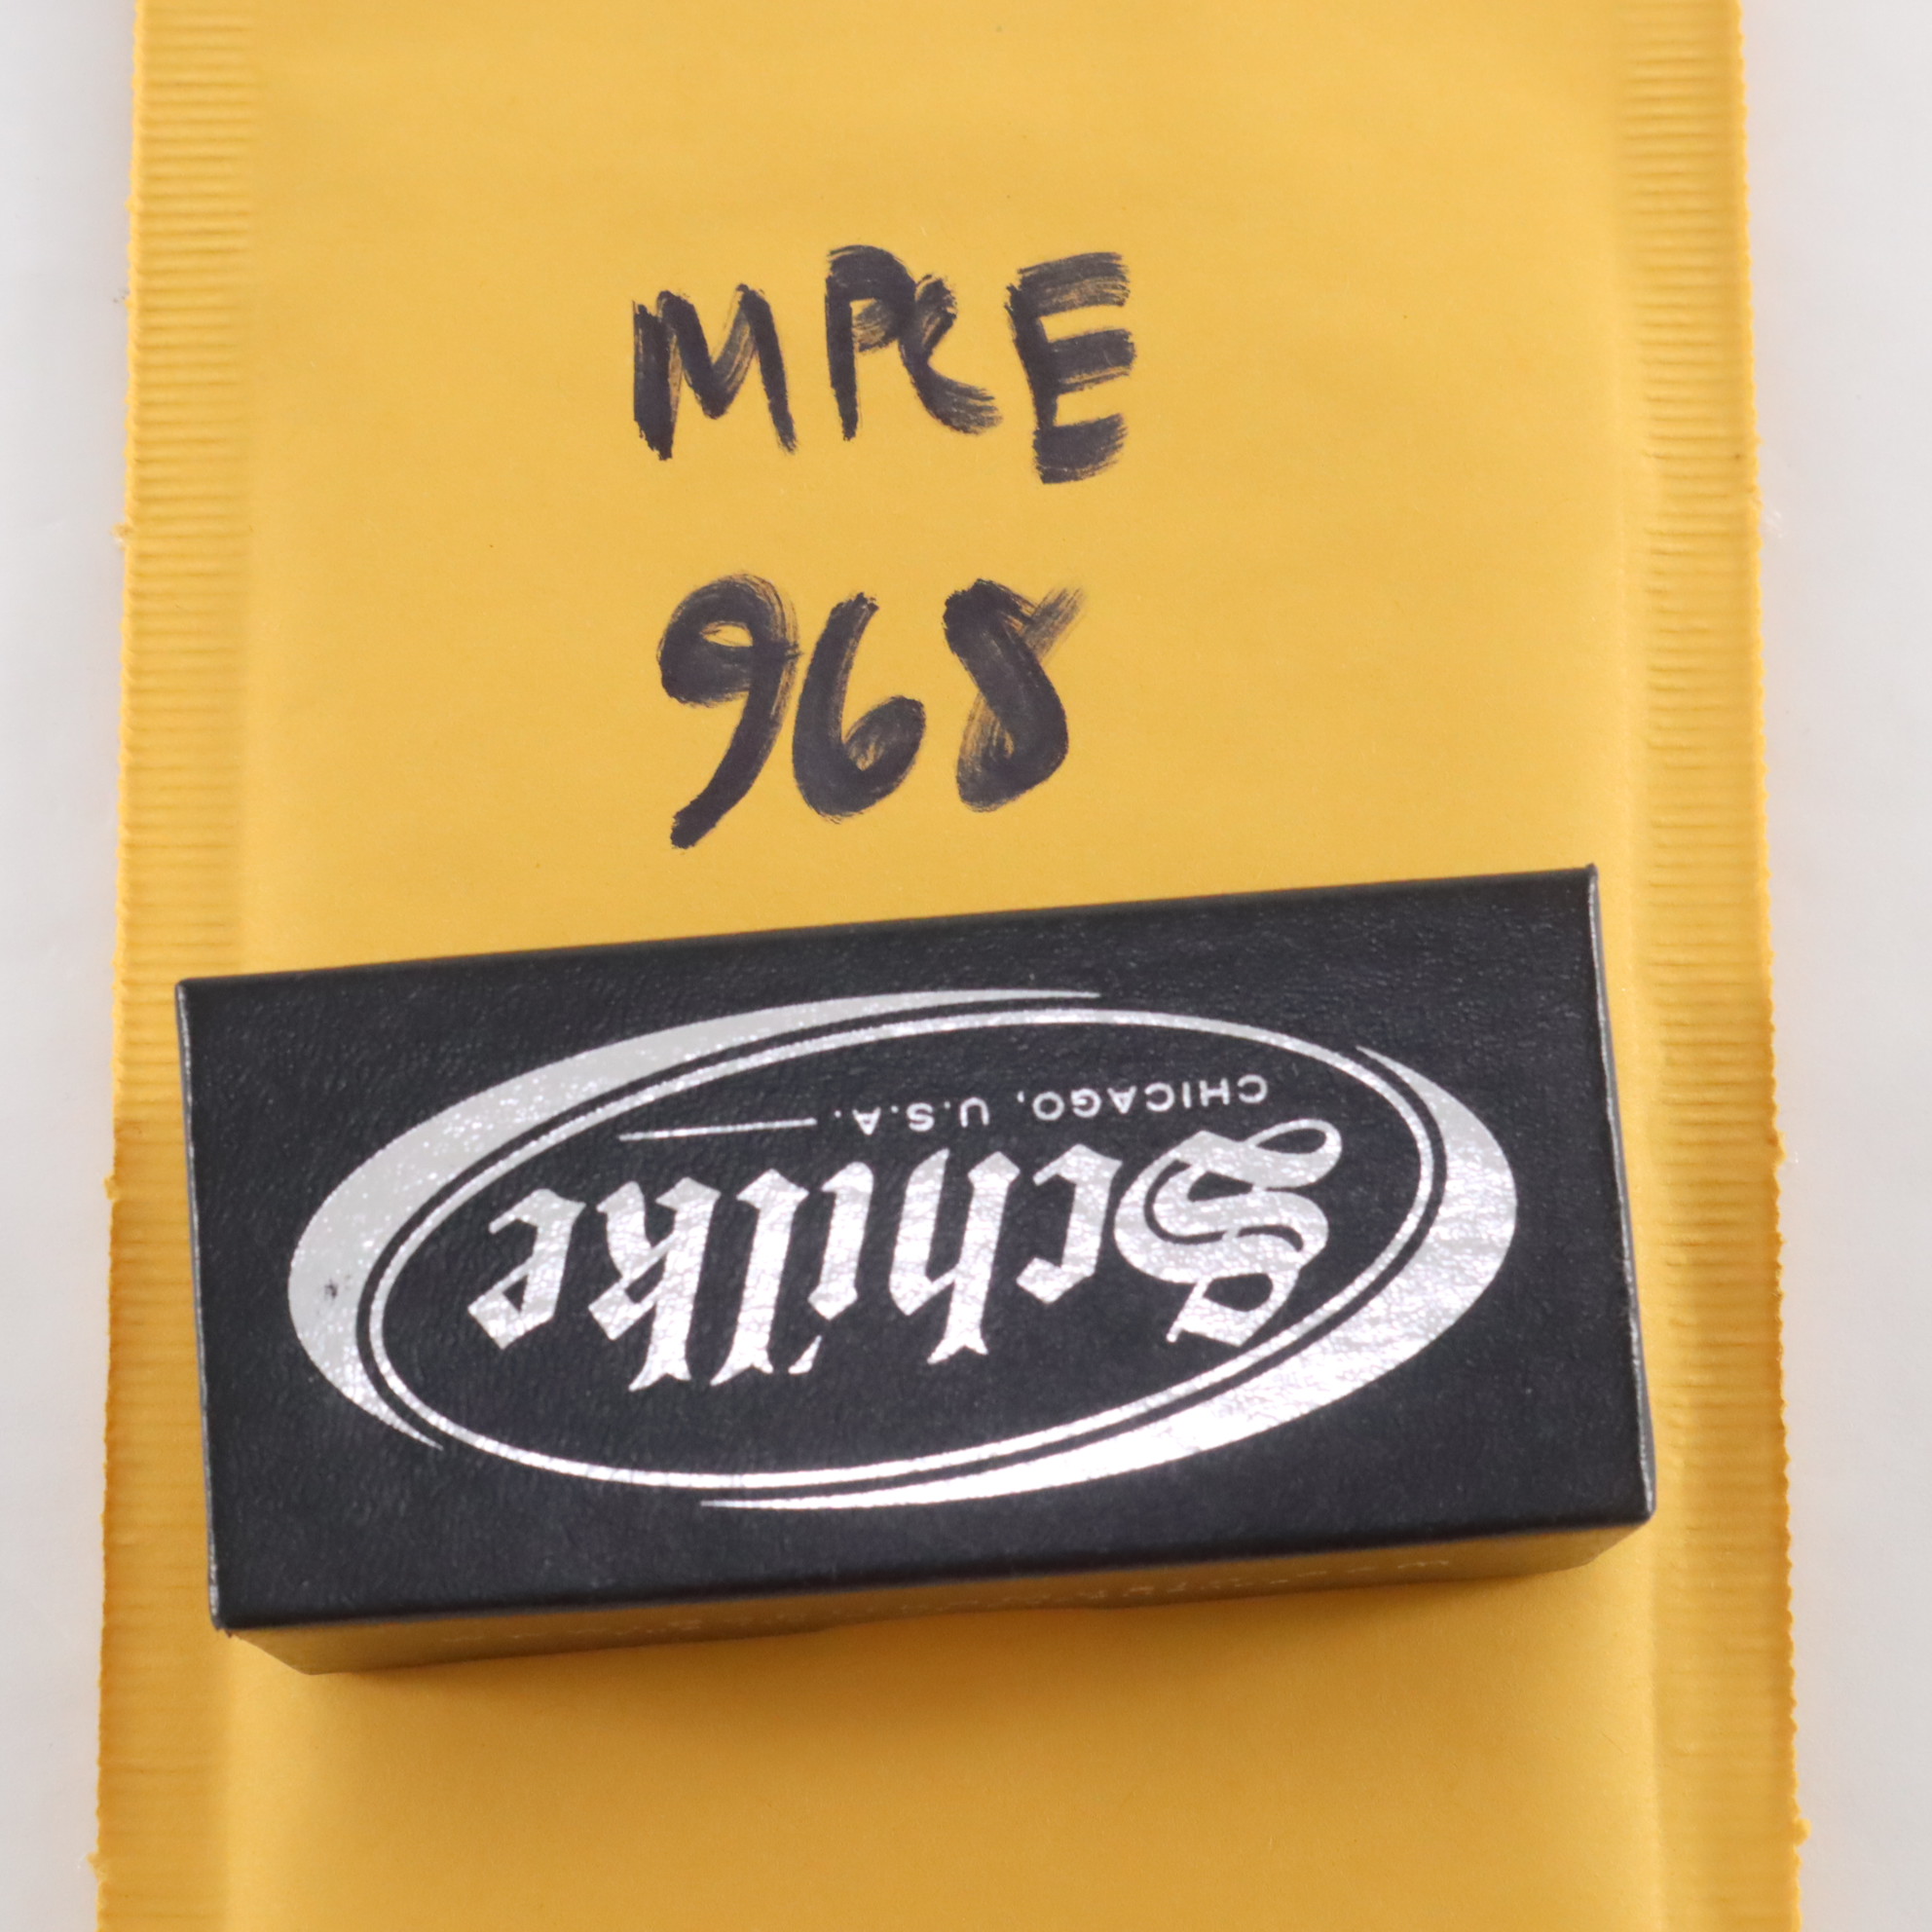 MRE
968
Schilke
CHICAGO, U.S.A.